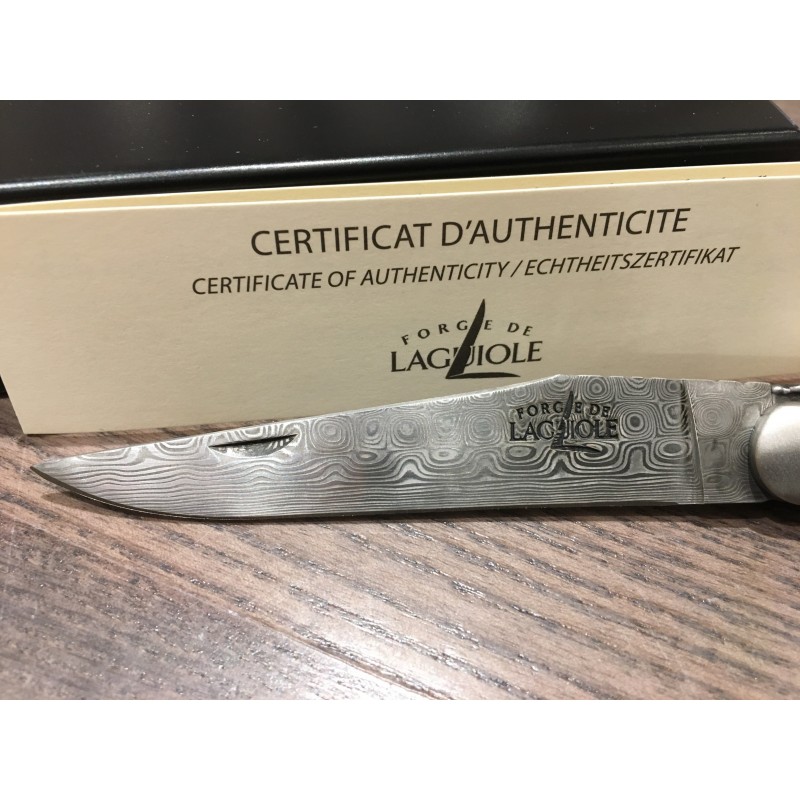 CERTIFICAT D'AUTHENTICITE
CERTIFICATE OF AUTHENTICITY / ECHTHEITSZERTIFIKAT
FORGE DE
LAGUIOLE
FORGE DE
LAGUIOLE